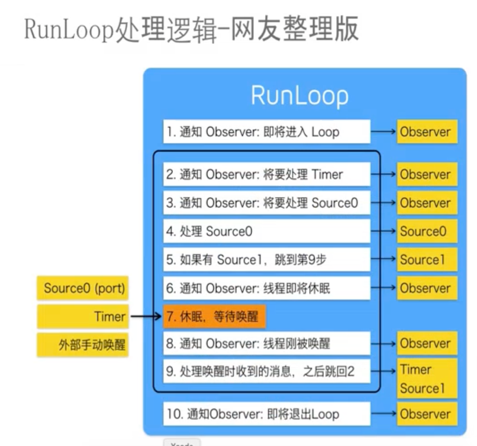 RunLoop处理逻辑-网友整理版
RunLoop
1. 通知 Observer: 即将进入 Loop
Observer
2. 通知 Observer: 将要处理 Timer
Observer
3. 通知 Observer: 将要处理 Source0
Observer
4. 处理 Source0
Source0
5. 如果有 Source1，跳到第9步
Source1
Source0 (port)
6. 通知 Observer: 线程即将休眠
Observer
Timer
7. 休眠，等待唤醒
外部手动唤醒
8. 通知 Observer: 线程刚被唤醒
Observer
9. 处理唤醒时收到的消息，之后跳回2
Timer
Source1
10. 通知Observer: 即将退出Loop
Observer